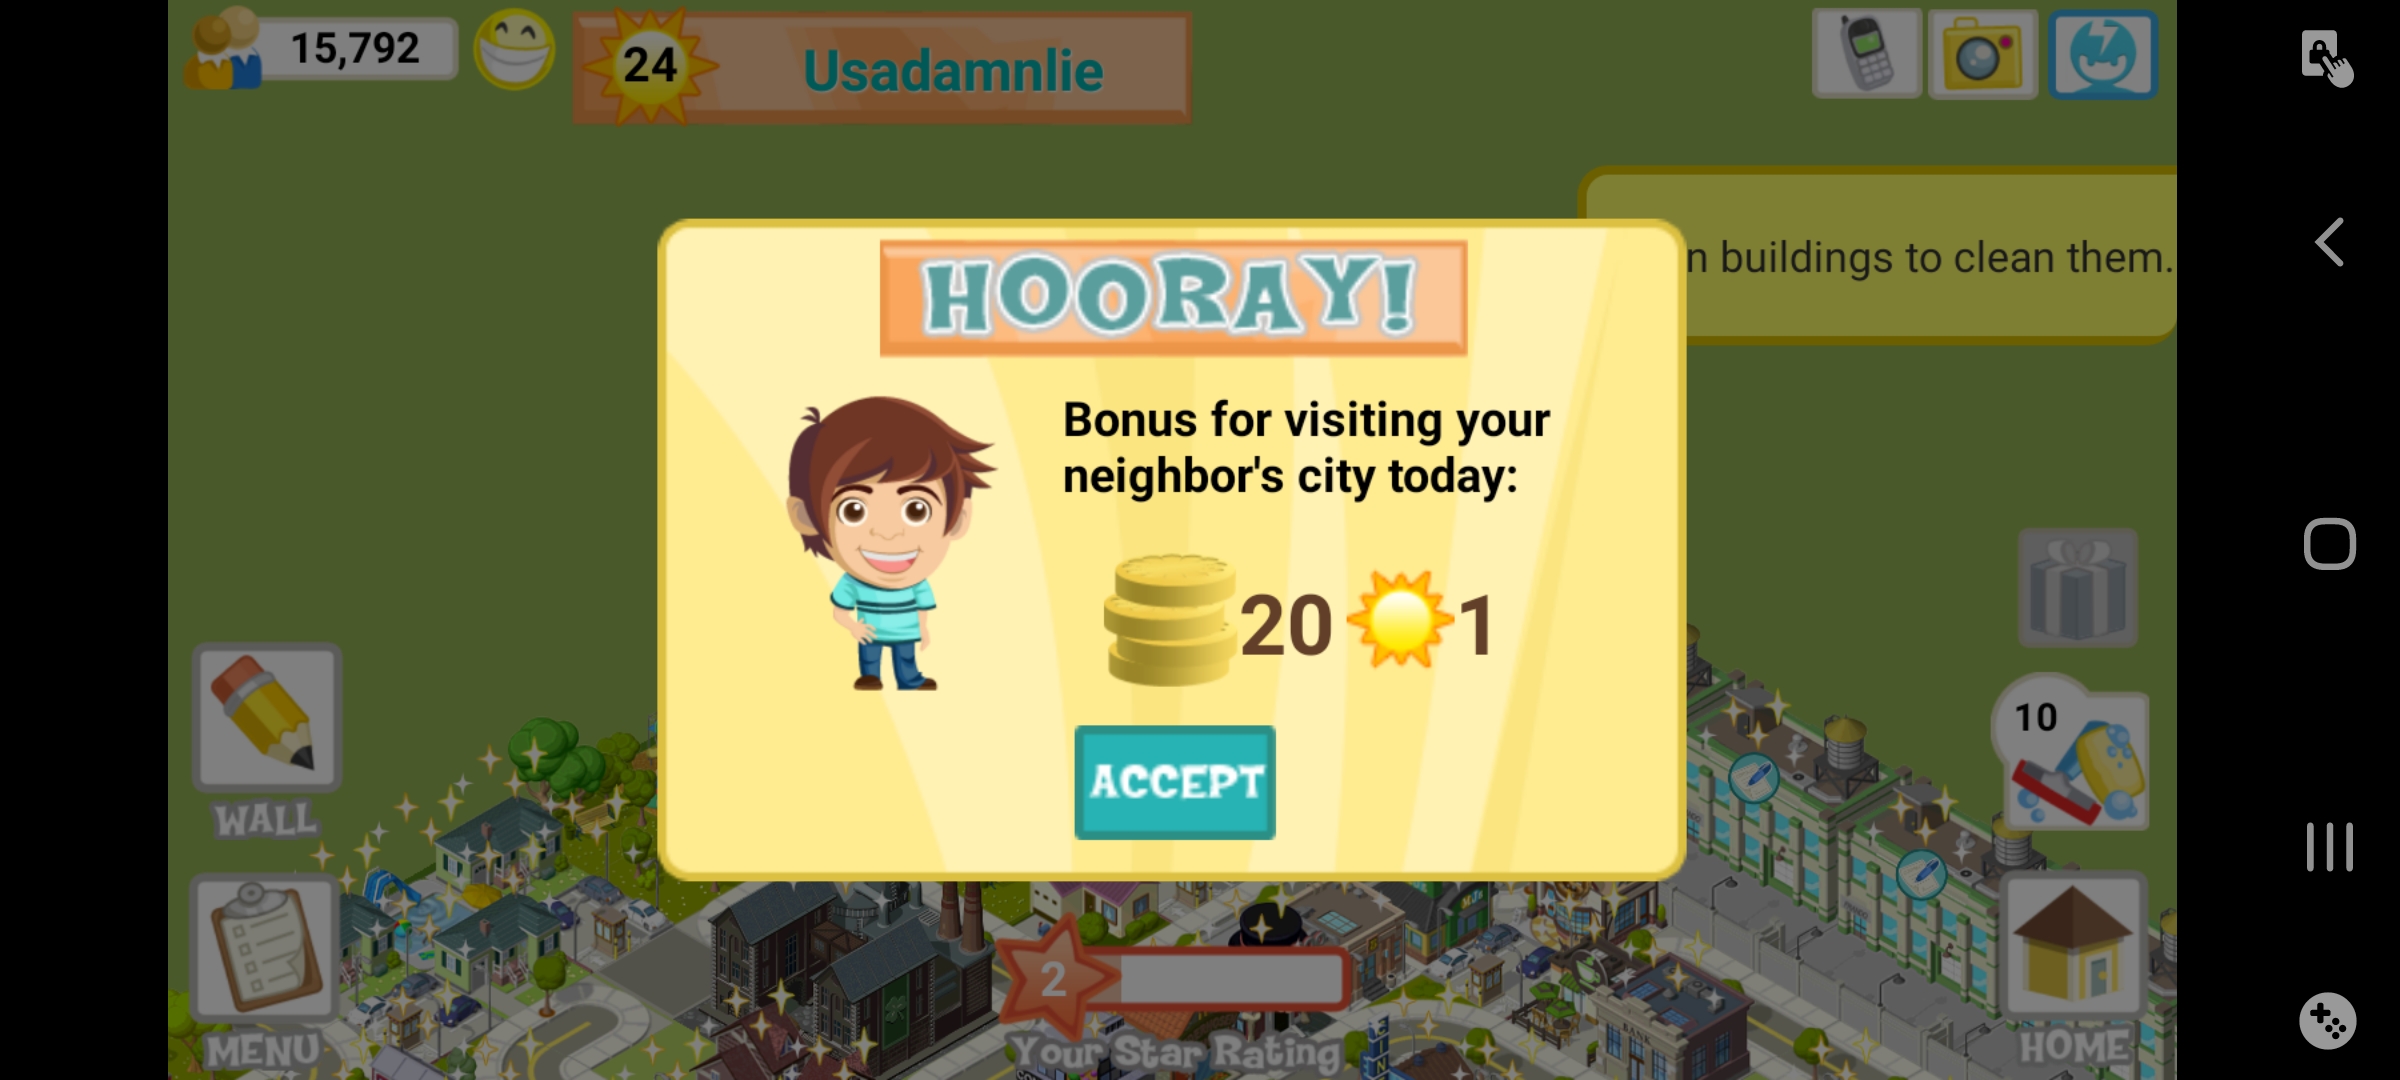 15,792
24
Usadamnlie
n buildings to clean them.
HOORAY!
Bonus for visiting your
neighbor's city today:
20 1
ACCEPT
10
WALL
MENU
2
Your Star Rating
BANK
HOME